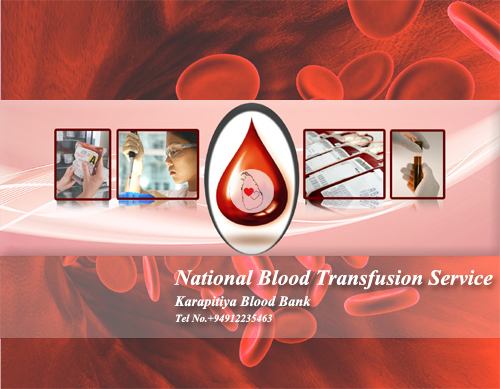 National Blood Transfusion Service
Karapitiya Blood Bank
Tel No.+94912235463